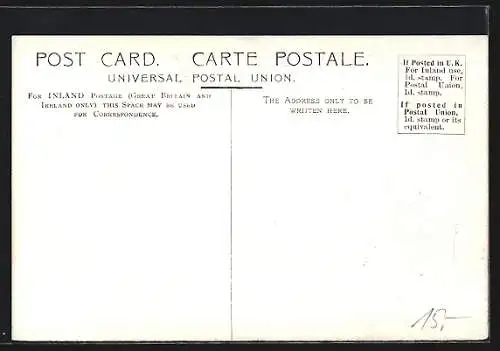 POST CARD. CARTE POSTALE.
UNIVERSAL POSTAL UNION.
FOR INLAND POSTAGE (GREAT BRITAIN AND
IRELAND ONLY) THIS SPACE MAY BE USED
FOR CORRESPONDENCE.
THE ADDRESS ONLY TO BE
WRITTEN HERE.
If Posted in U.K.
For Inland use,
½d. stamp. For
Postal Union,
1d. stamp.
If posted in
Postal Union,
1d. stamp or its
equivalent.
15,-